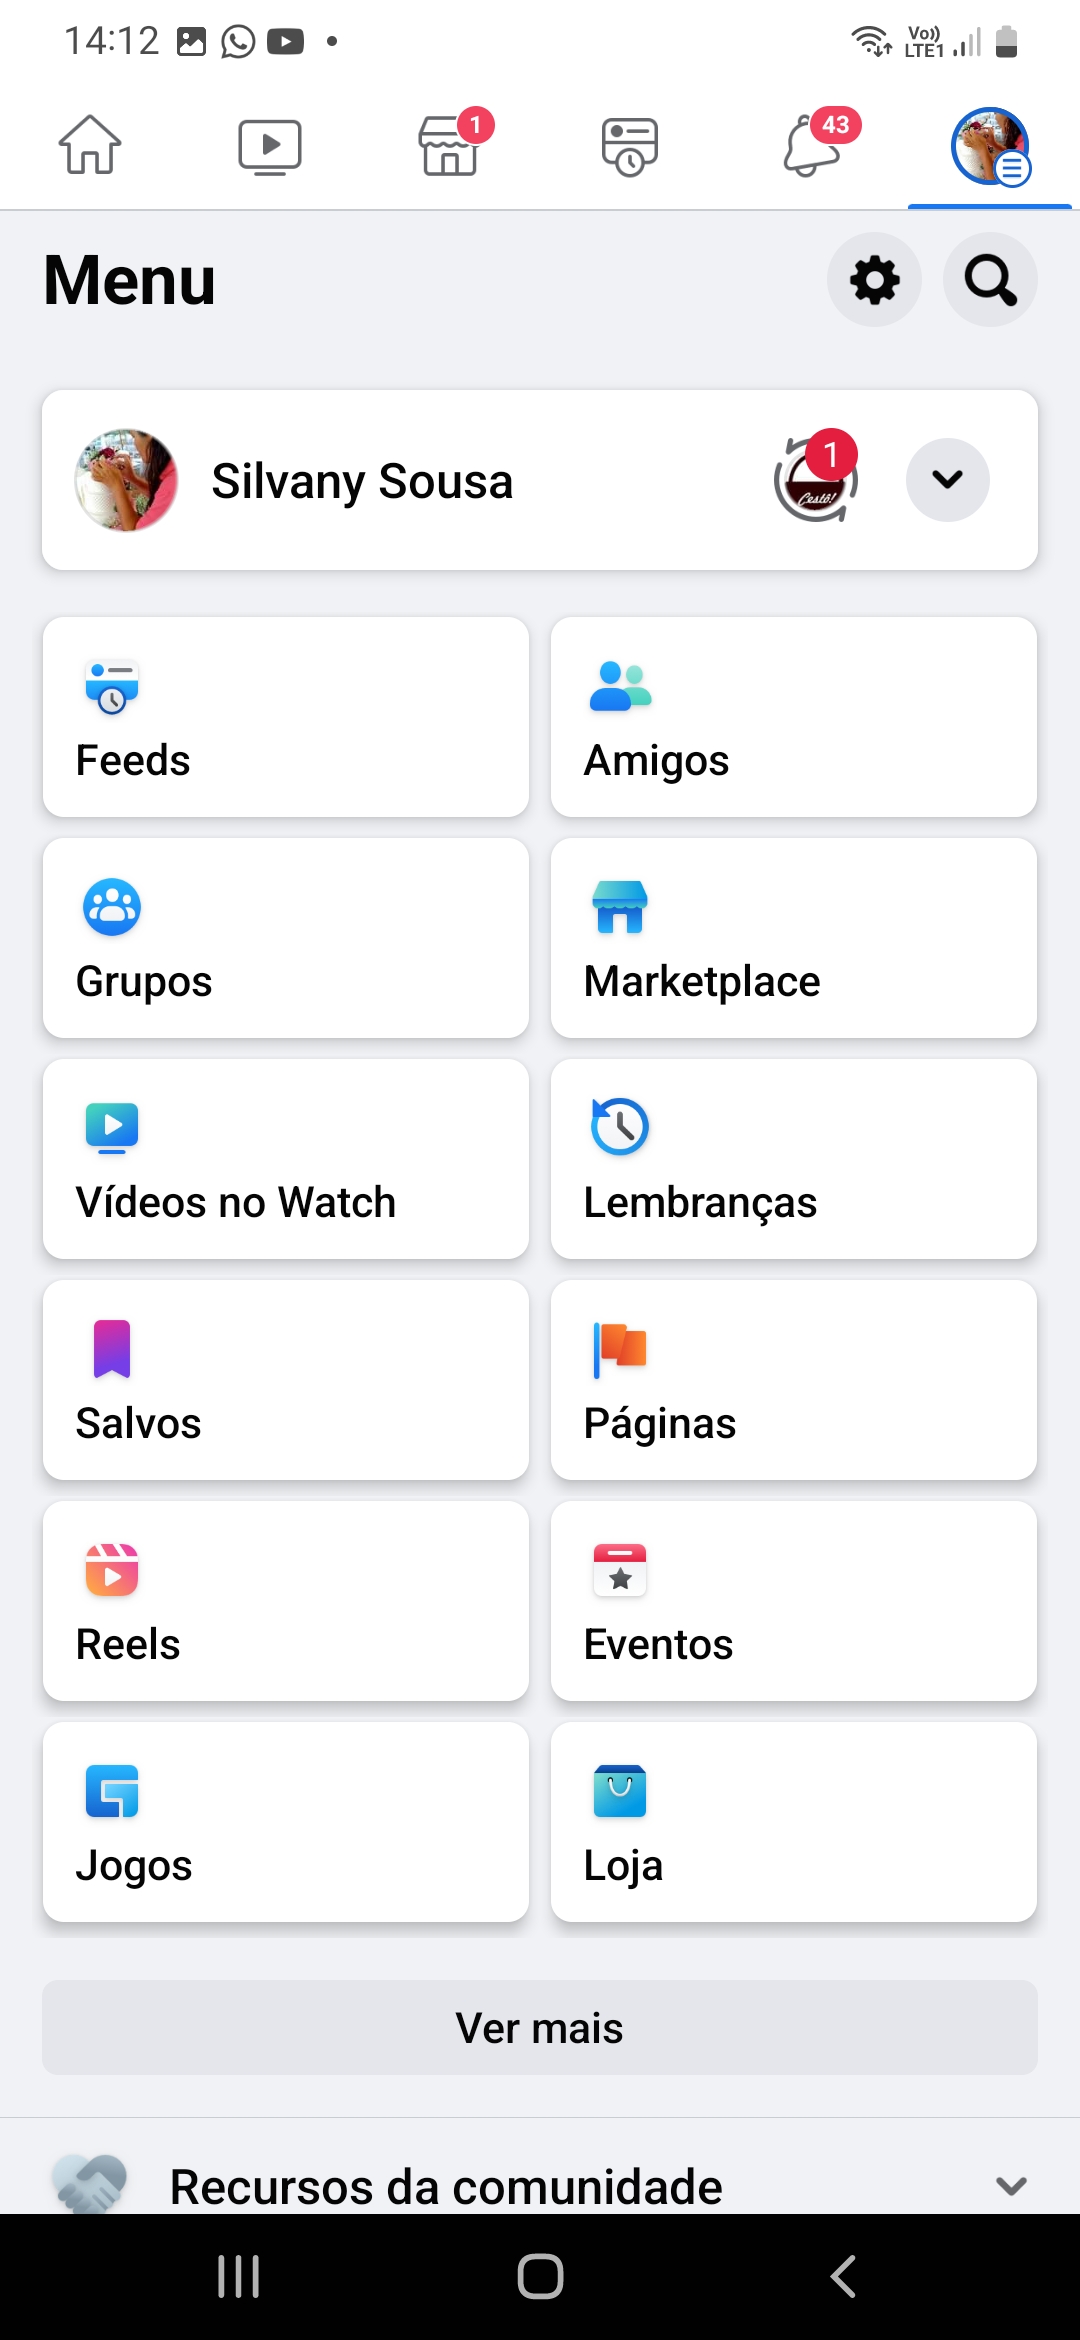 14:12
Vo))
LTE1
1
43
Menu
Silvany Sousa
1
Cestô!
Feeds
Amigos
Grupos
Marketplace
Vídeos no Watch
Lembranças
Salvos
Páginas
Reels
Eventos
Jogos
Loja
Ver mais
Recursos da comunidade